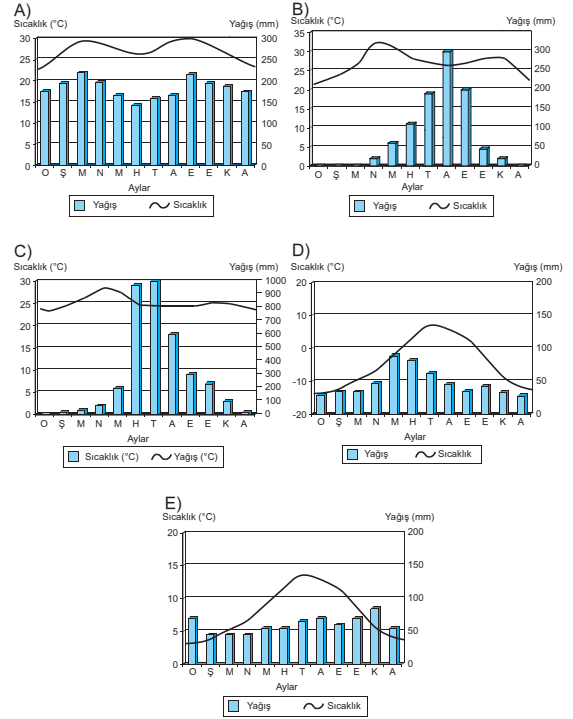 A)
Sıcaklık (°C) Yağış (mm)
30 300
25 250
20 200
15 150
10 100
5 50
0 0
O Ş M N M H T A E E K A
Aylar
Yağış Sıcaklık
B)
Sıcaklık (°C) Yağış (mm)
35
30 300
25 250
20 200
15 150
10 100
5 50
0 0
O Ş M N M H T A E E K A
Aylar
Yağış Sıcaklık
C)
Sıcaklık (°C) Yağış (mm)
30 1000
900
25 800
700
20 600
15 500
400
10 300
200
5 100
0 0
O Ş M N M H T A E E K A
Aylar
Sıcaklık (°C) Yağış (°C)
D)
Sıcaklık (°C) Yağış (mm)
20 200
10 150
0 100
-10 50
-20 0
O Ş M N M H T A E E K A
Aylar
Yağış Sıcaklık
E)
Sıcaklık (°C) Yağış (mm)
20 200
15 150
10 100
5 50
0 0
O Ş M N M H T A E E K A
Aylar
Yağış Sıcaklık